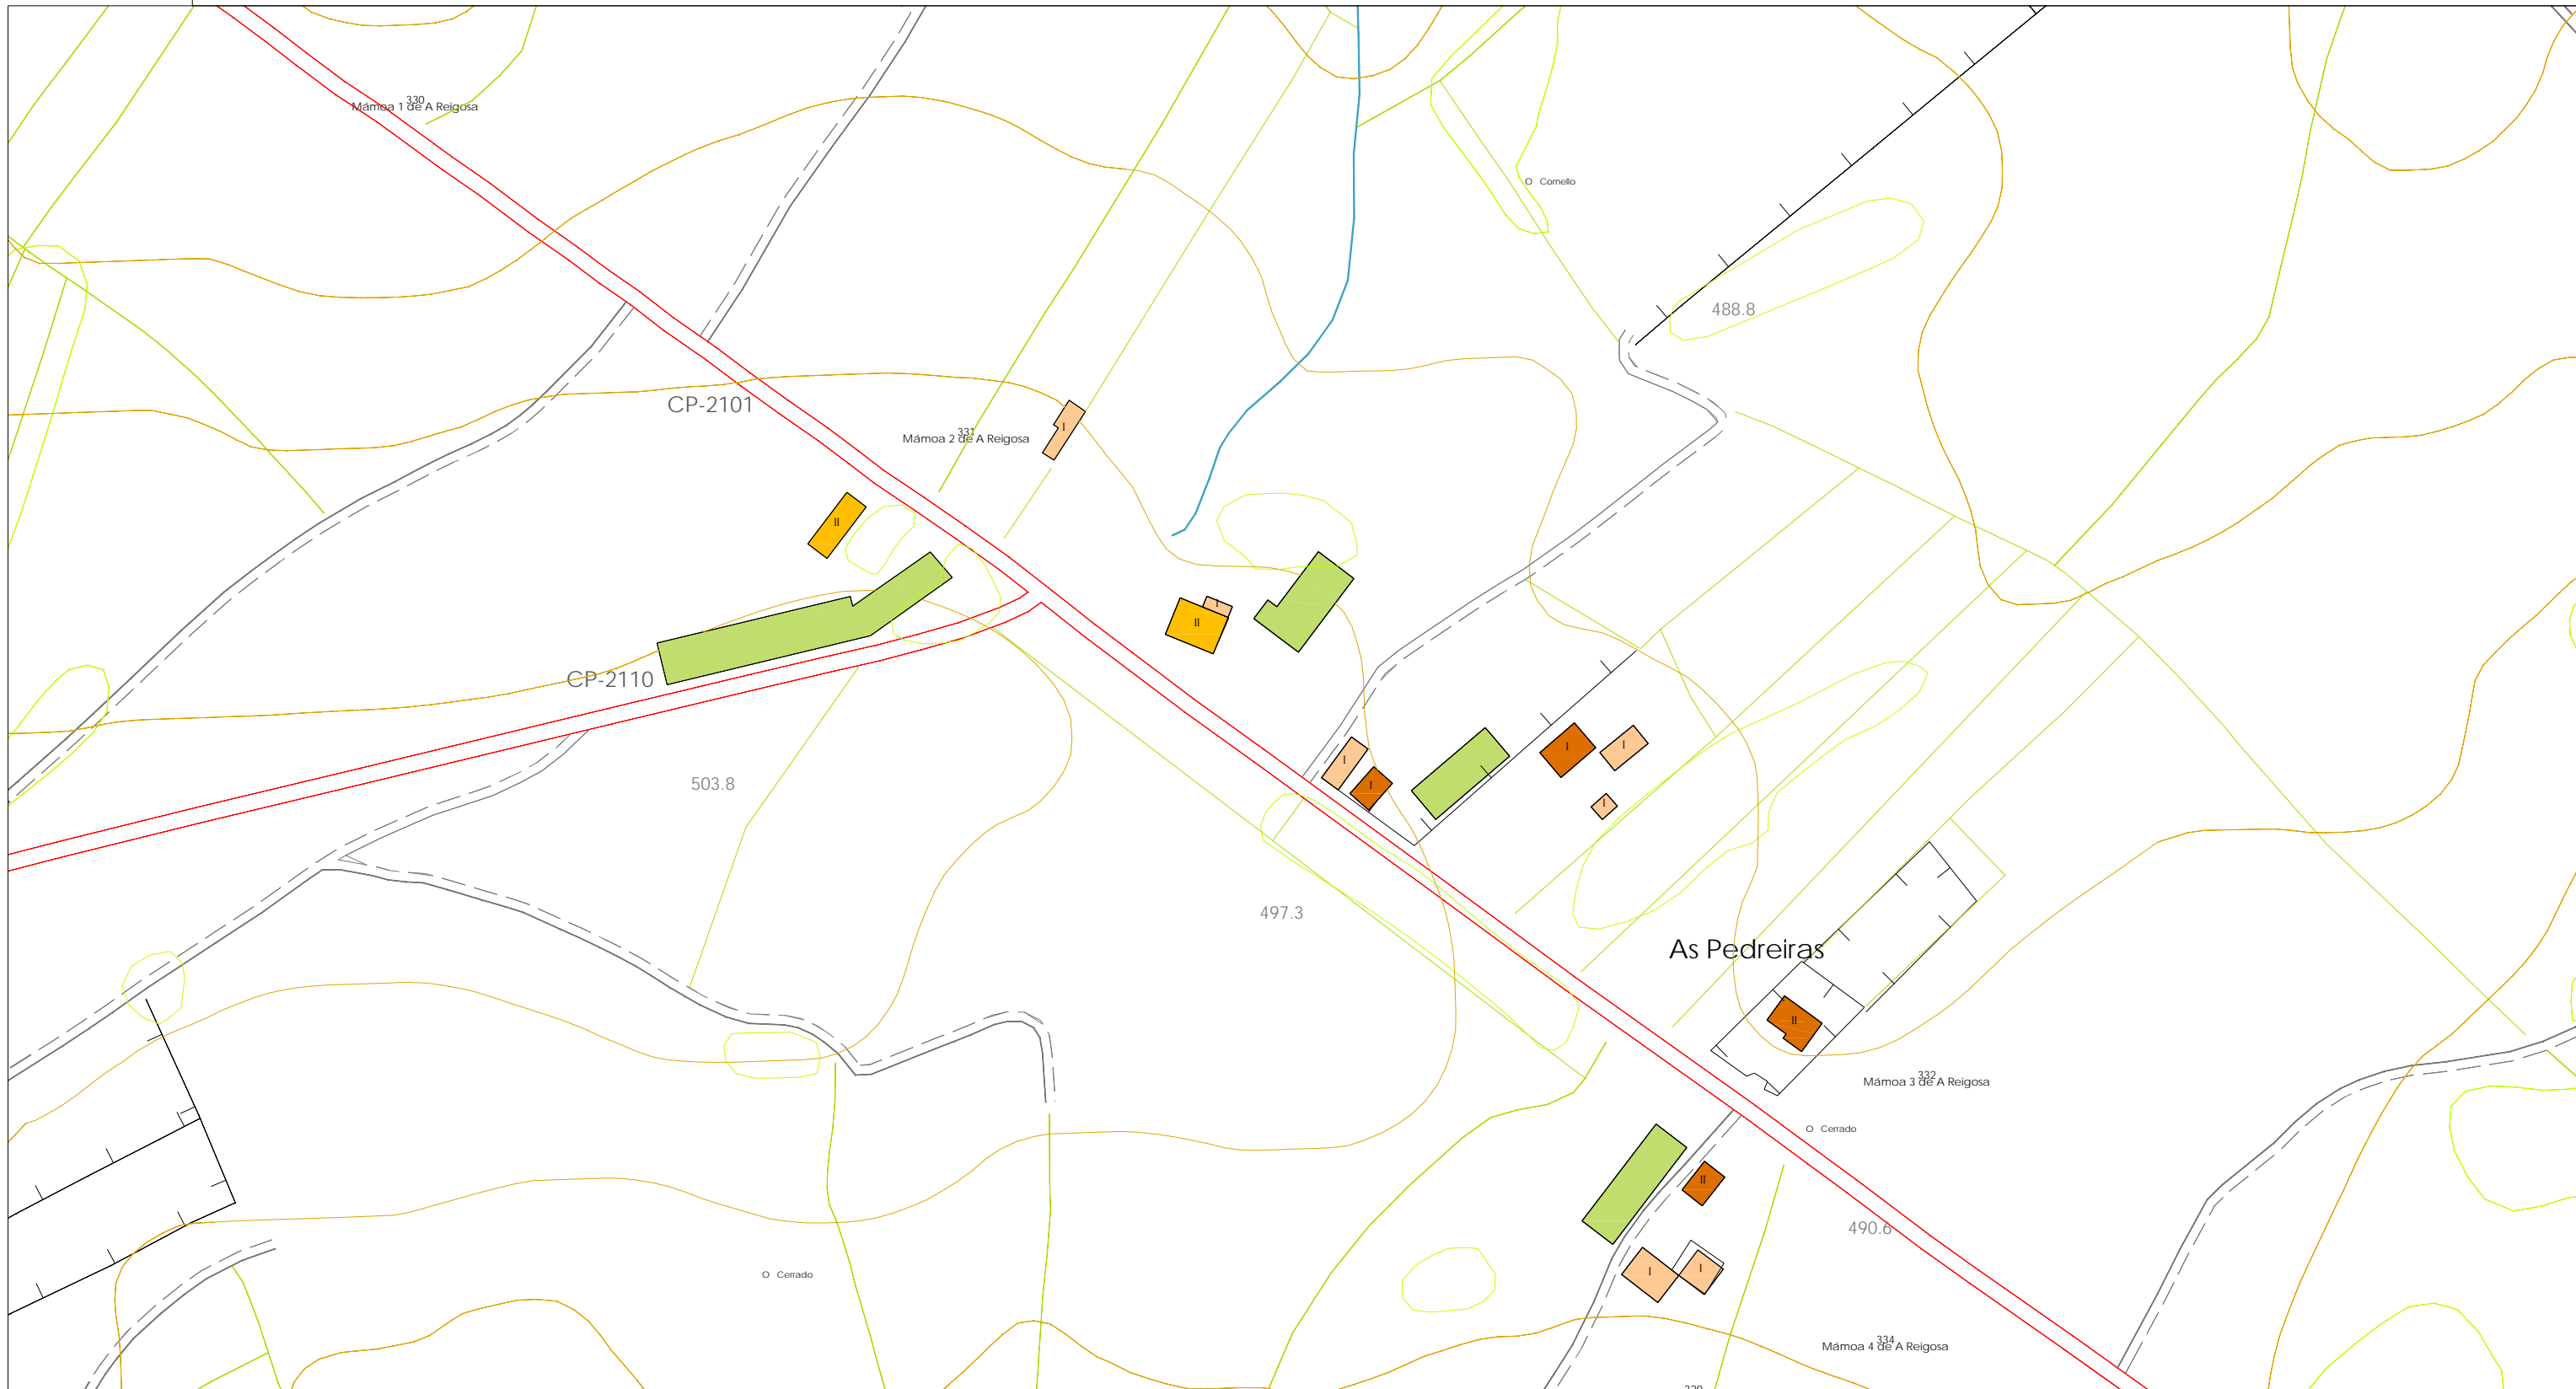 330
Mámoa 1 de A Reigosa
O Cornello
488.8
CP-2101
I
331
Mámoa 2 de A Reigosa
II
I
II
CP-2110
503.8
I
I
I
I
I
497.3
As Pedreiras
II
332
Mámoa 3 de A Reigosa
O Cerrado
II
490.6
I
I
O Cerrado
334
Mámoa 4 de A Reigosa